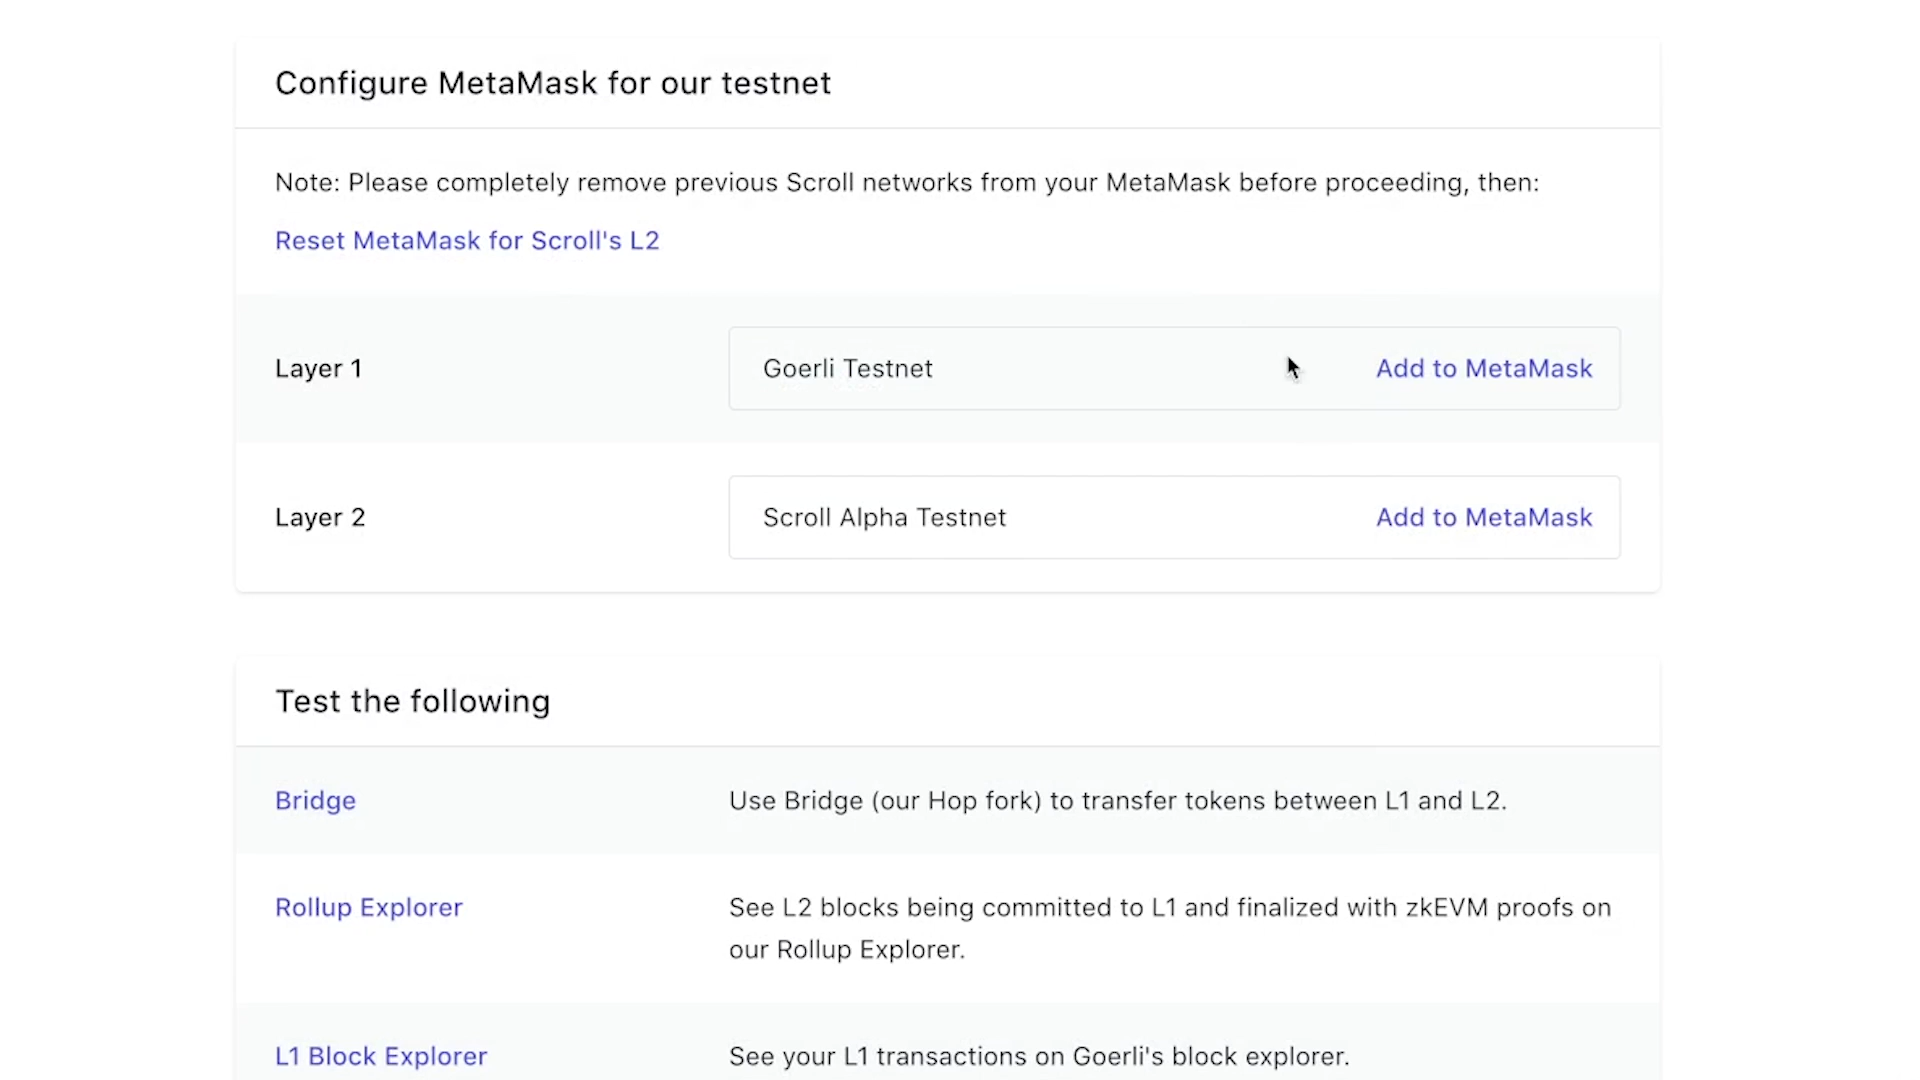 Configure MetaMask for our testnet
Note: Please completely remove previous Scroll networks from your MetaMask before proceeding, then:
Reset MetaMask for Scroll's L2
Layer 1
Goerli Testnet
Add to MetaMask
Layer 2
Scroll Alpha Testnet
Add to MetaMask
Test the following
Bridge
Use Bridge (our Hop fork) to transfer tokens between L1 and L2.
Rollup Explorer
See L2 blocks being committed to L1 and finalized with zkEVM proofs on
our Rollup Explorer.
L1 Block Explorer
See your L1 transactions on Goerli's block explorer.